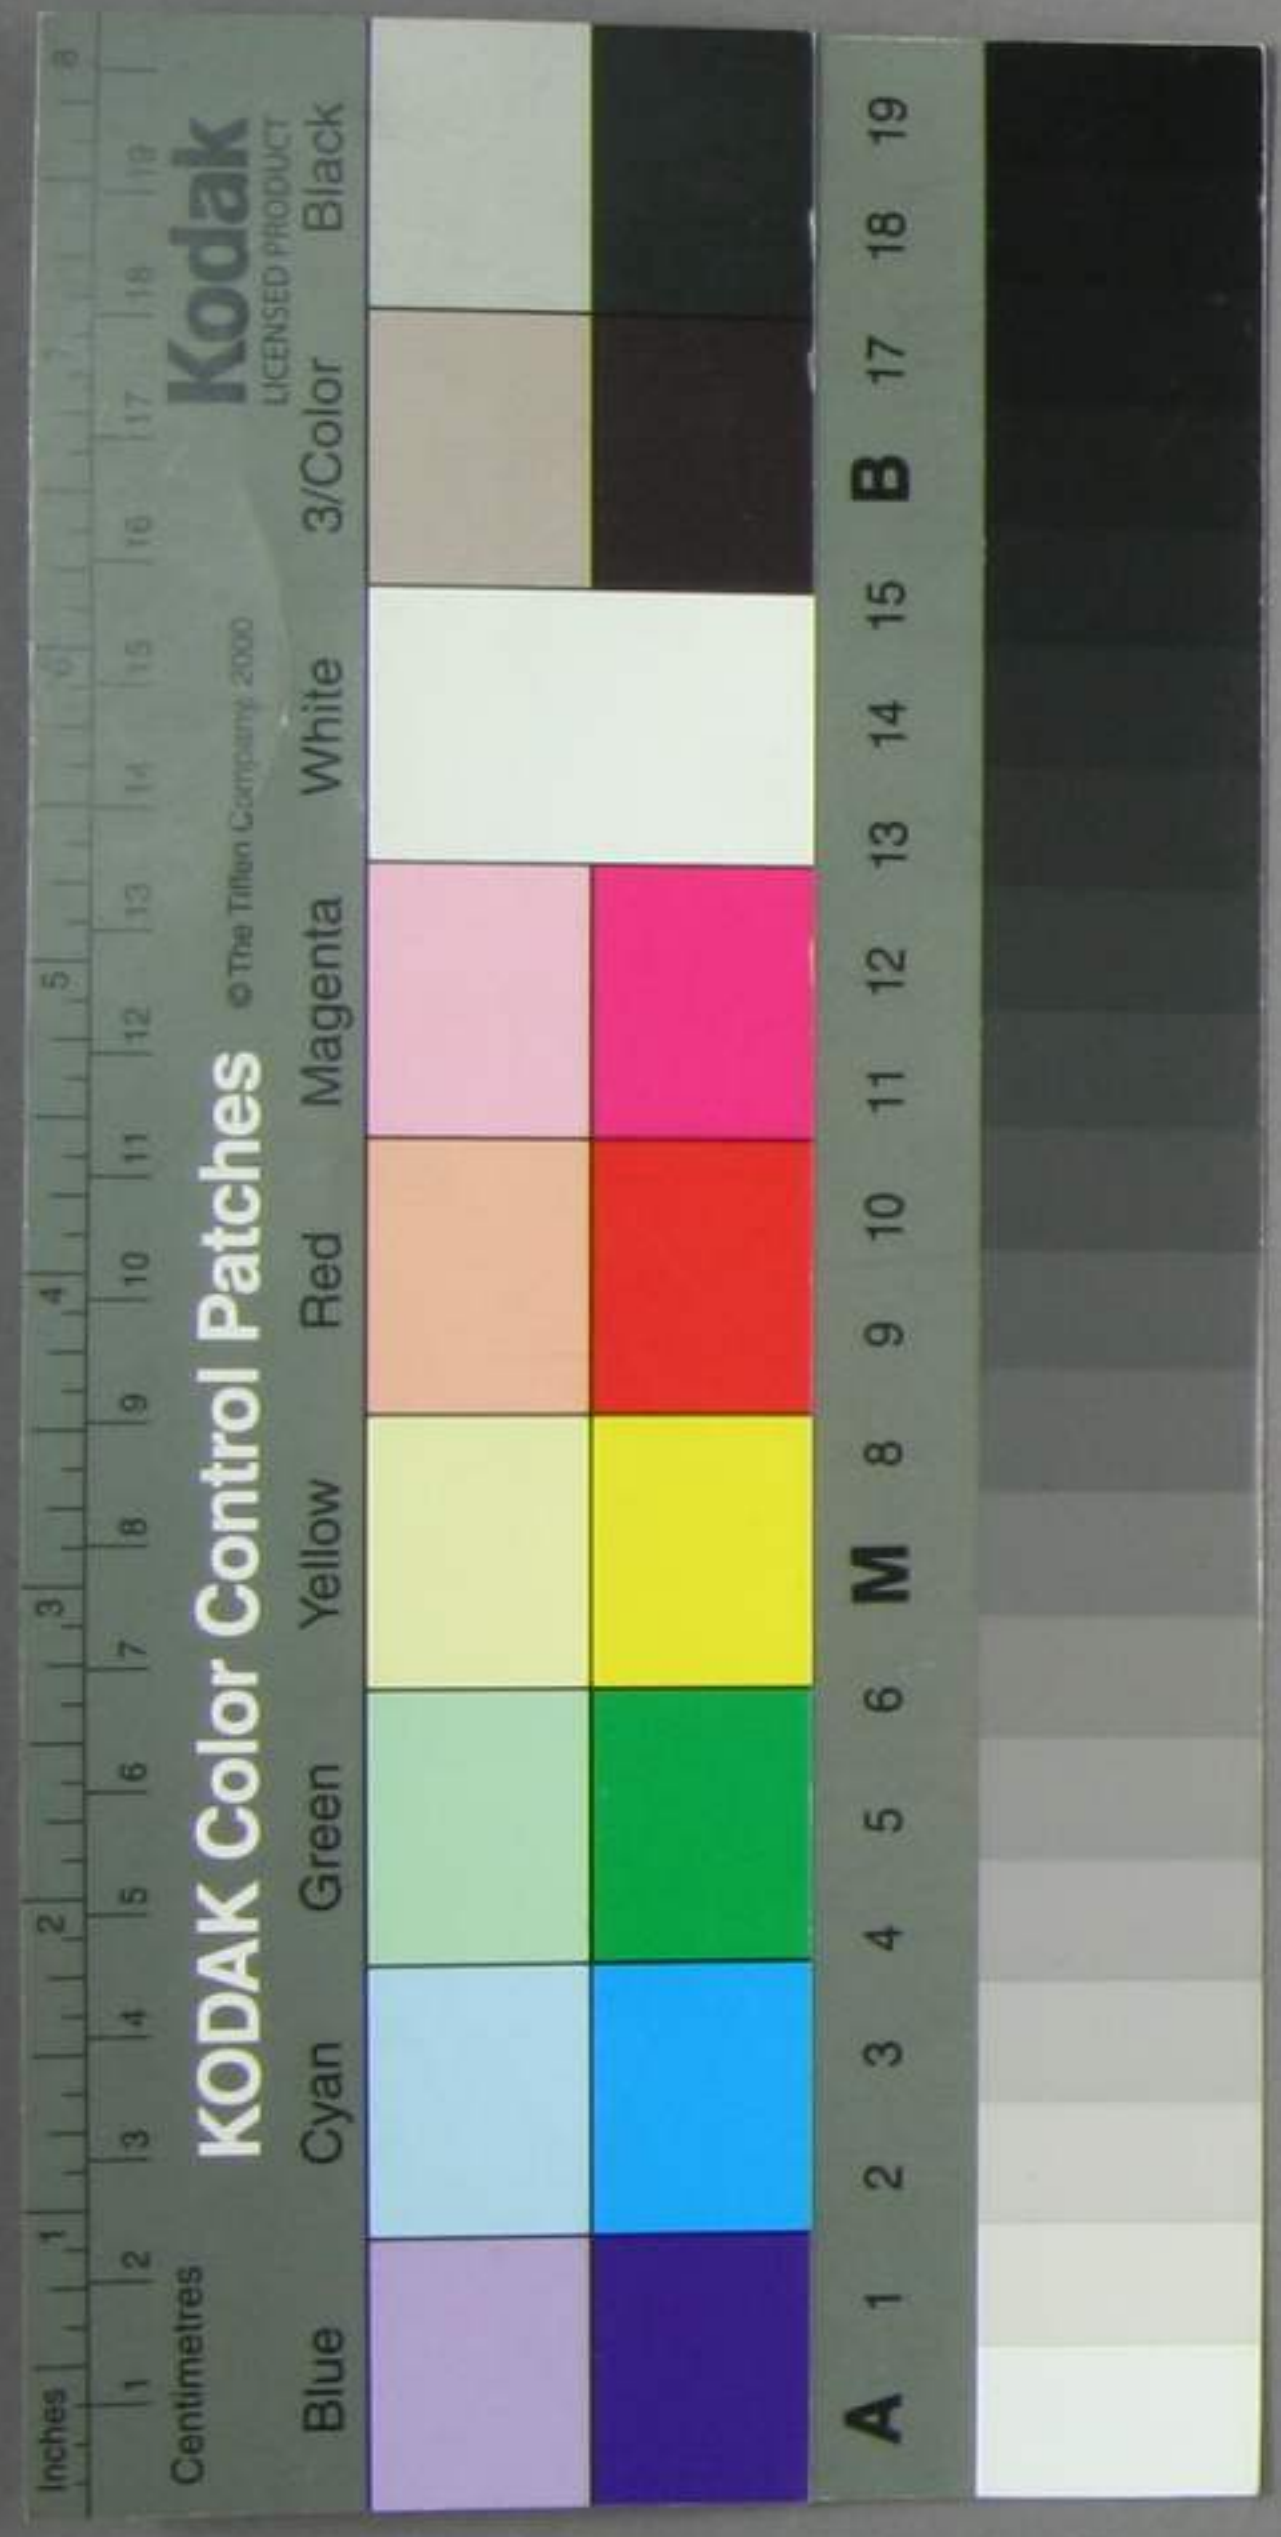 Inches 1 2 3 4 5 6 7 8
Centimetres 1 2 3 4 5 6 7 8 9 10 11 12 13 14 15 16 17 18 19
KODAK Color Control Patches © The Tiffen Company, 2000 Kodak
LICENSED PRODUCT
Blue Cyan Green Yellow Red Magenta White 3/Color Black
A 1 2 3 4 5 6 M 8 9 10 11 12 13 14 15 B 17 18 19